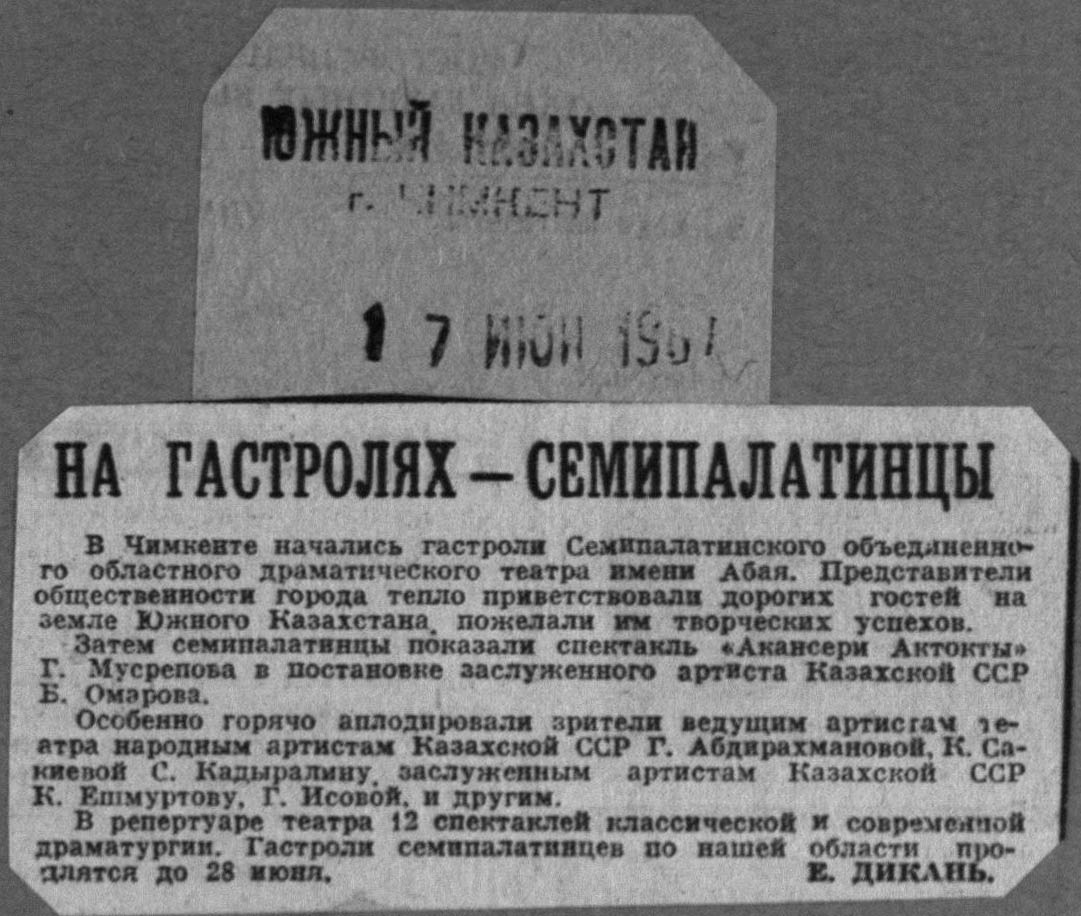 ЮЖНЫЙ КАЗАХСТАН
г. ЧИМКЕНТ
17 ИЮН 1967
НА ГАСТРОЛЯХ — СЕМИПАЛАТИНЦЫ
В Чимкенте начались гастроли Семипалатинского объединенно-
го областного драматического театра имени Абая. Представители
общественности города тепло приветствовали дорогих гостей на
земле Южного Казахстана, пожелали им творческих успехов.
Затем семипалатинцы показали спектакль «Акансери Актокты»
Г. Мусрепова в постановке заслуженного артиста Казахской ССР
Б. Омарова.
Особенно горячо аплодировали зрители ведущим артистам те-
атра народным артистам Казахской ССР Г. Абдирахмановой, К. Са-
киевой С. Кадыралину, заслуженным артистам Казахской ССР
К. Ешмуртову, Г. Исовой, и другим.
В репертуаре театра 12 спектаклей классической и современной
драматургии. Гастроли семипалатинцев по нашей области про-
длятся до 28 июня.
Е. ДИКАНЬ.